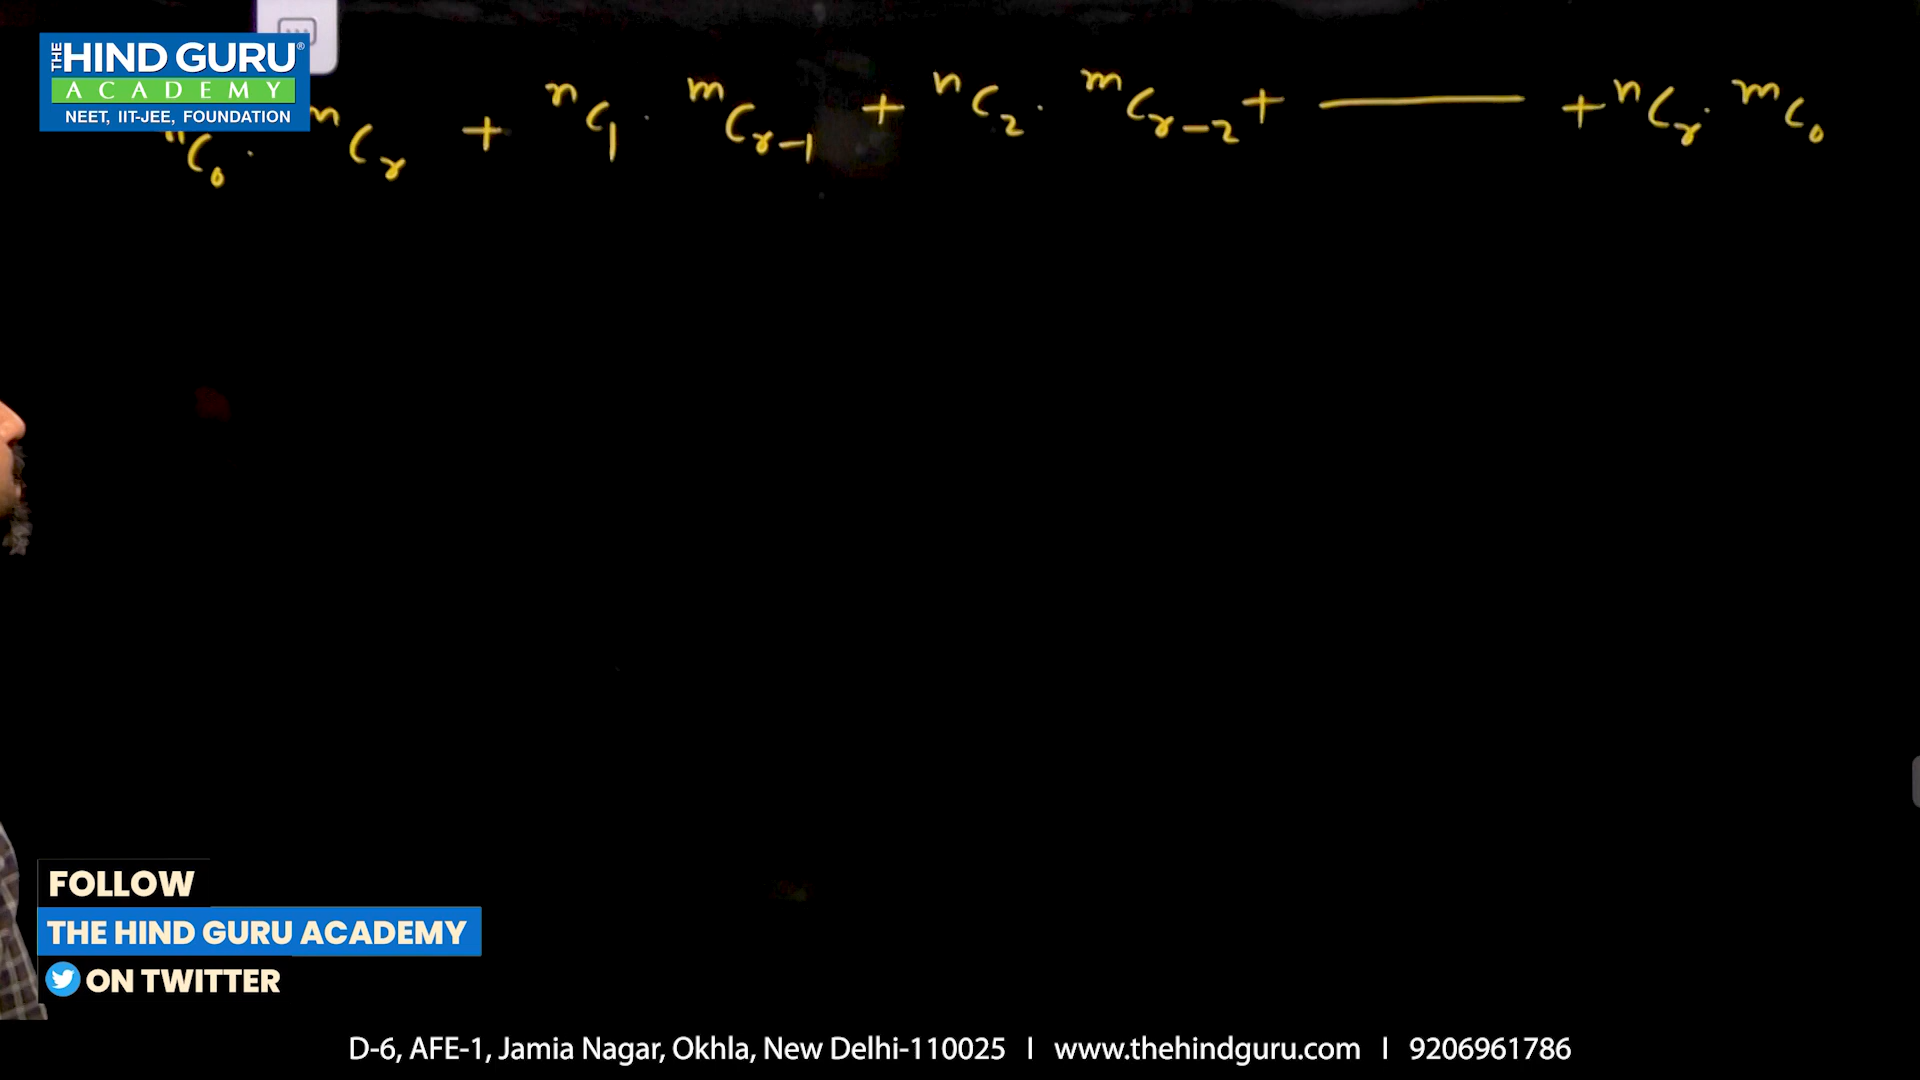 THE HIND GURU®
ACADEMY
NEET, IIT-JEE, FOUNDATION
ⁿC₀ · ᵐCᵣ + ⁿC₁ · ᵐCᵣ₋₁ + ⁿC₂ · ᵐCᵣ₋₂ + ——— + ⁿCᵣ · ᵐC₀
FOLLOW
THE HIND GURU ACADEMY
ON TWITTER
D-6, AFE-1, Jamia Nagar, Okhla, New Delhi-110025 | www.thehindguru.com | 9206961786